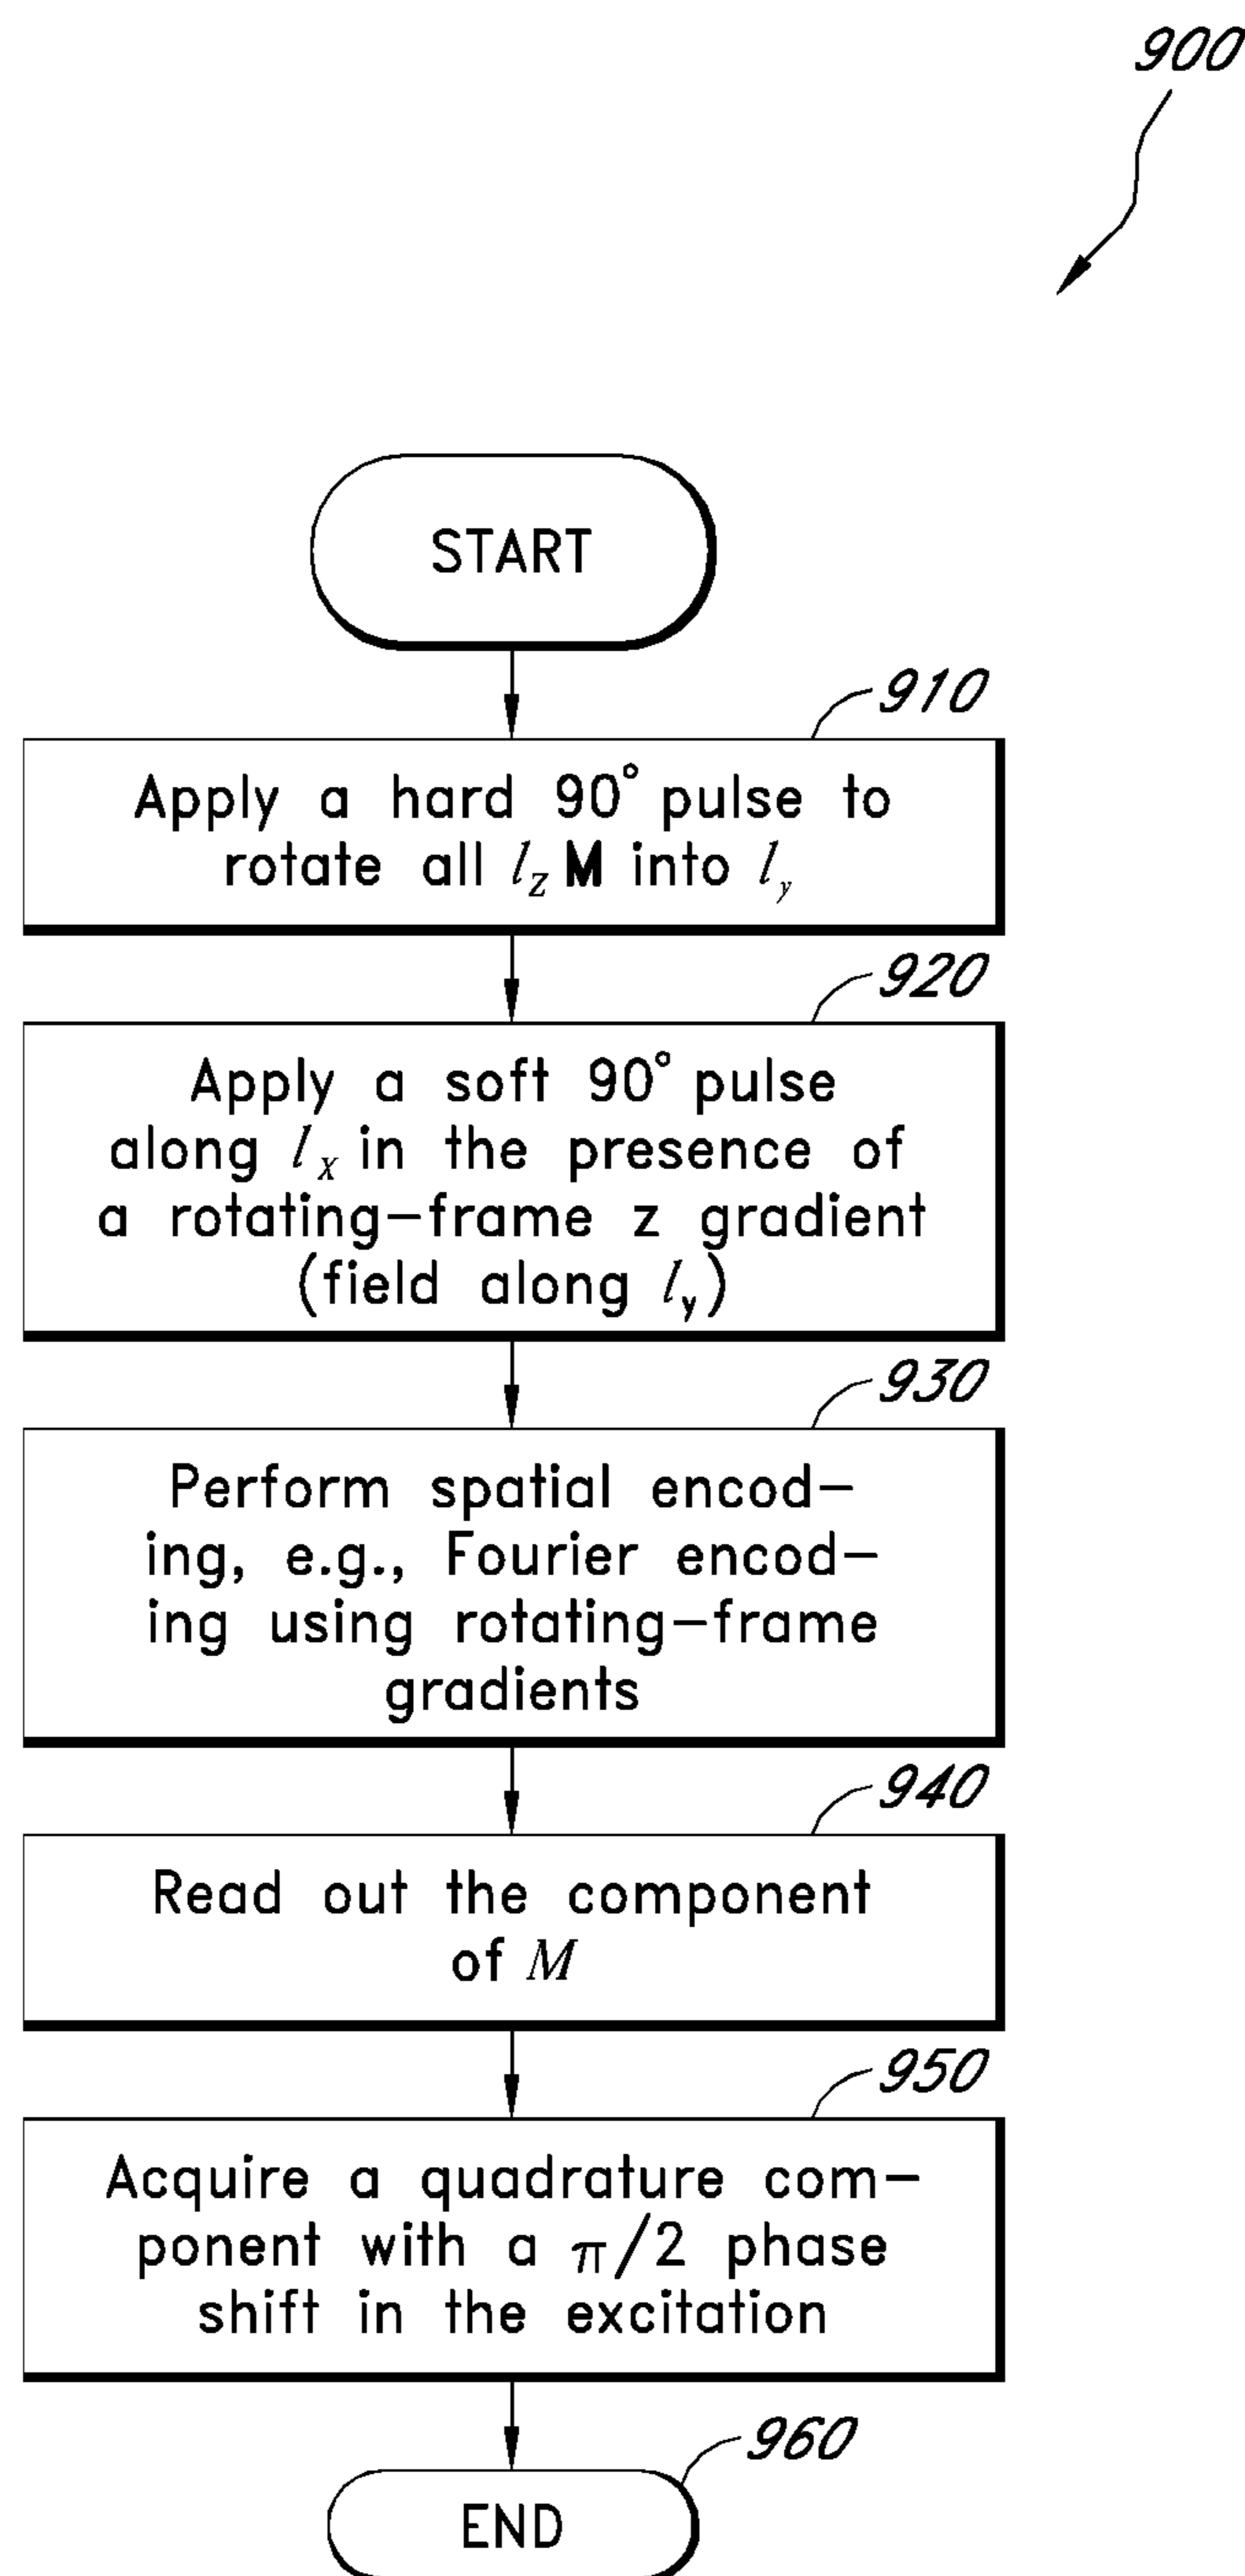 900
START
910
Apply a hard 90° pulse to
rotate all l_z M into l_y
920
Apply a soft 90° pulse
along l_x in the presence of
a rotating-frame z gradient
(field along l_y)
930
Perform spatial encod-
ing, e.g., Fourier encod-
ing using rotating-frame
gradients
940
Read out the component
of M
950
Acquire a quadrature com-
ponent with a π/2 phase
shift in the excitation
960
END